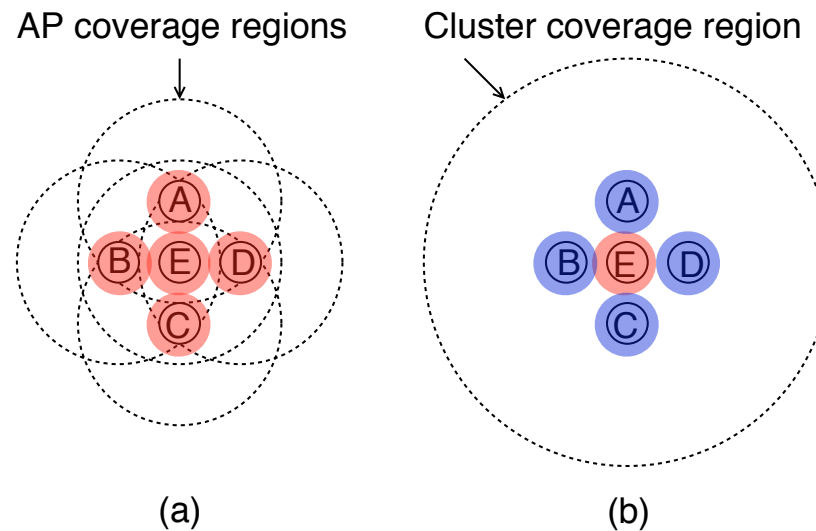 AP coverage regions
Cluster coverage region
A
B E D
C
A
B E D
C
(a)
(b)